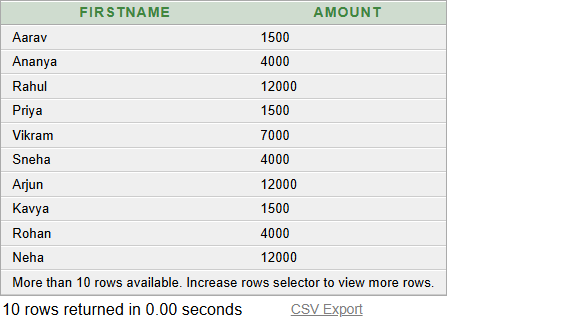 FIRSTNAME AMOUNT
Aarav 1500
Ananya 4000
Rahul 12000
Priya 1500
Vikram 7000
Sneha 4000
Arjun 12000
Kavya 1500
Rohan 4000
Neha 12000
More than 10 rows available. Increase rows selector to view more rows.
10 rows returned in 0.00 seconds CSV Export